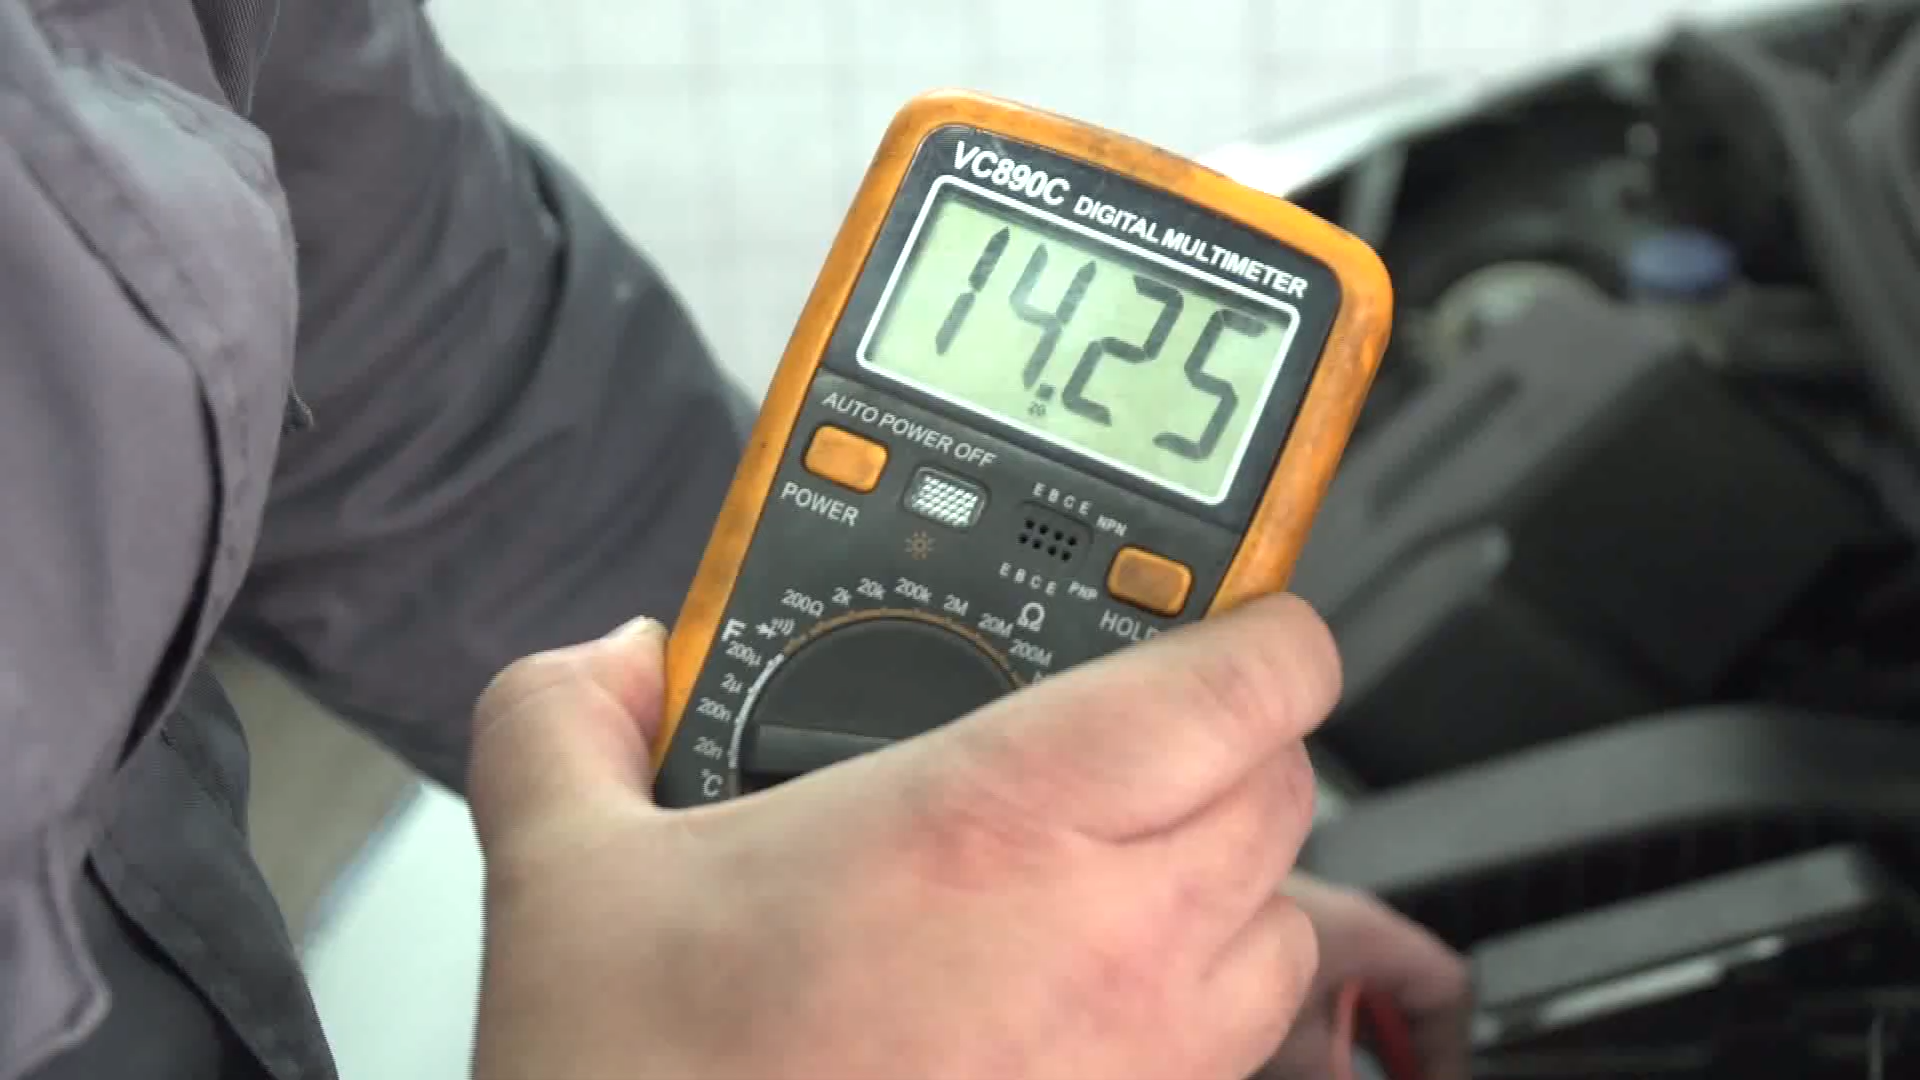 VC890C DIGITAL MULTIMETER
14.25
20
AUTO POWER OFF
POWER
E B C E NPN
E B C E PNP
HOLD
200Ω 2k 20k 200k 2M 20M 200M
Ω
F
200μ
2μ
200n
20n
°C